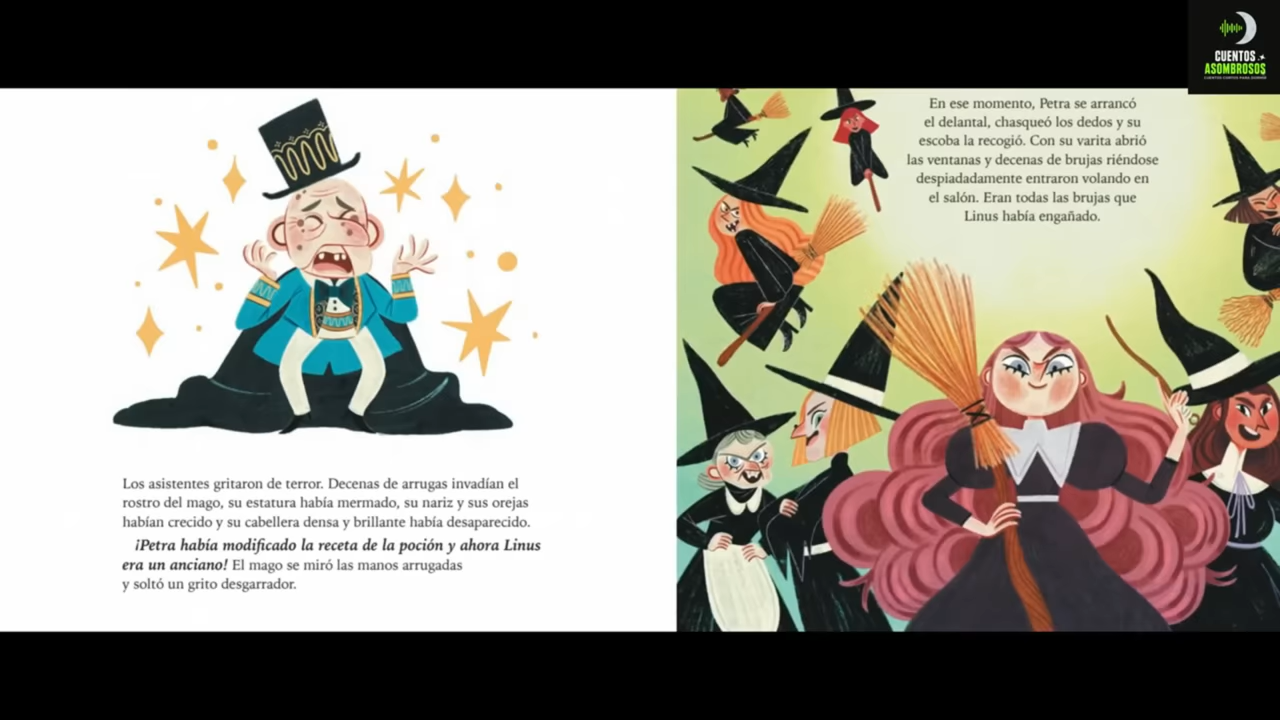 CUENTOS
ASOMBROSOS
CUENTOS CORTOS PARA DORMIR
Los asistentes gritaron de terror. Decenas de arrugas invadían el
rostro del mago, su estatura había mermado, su nariz y sus orejas
habían crecido y su cabellera densa y brillante había desaparecido.
¡Petra había modificado la receta de la poción y ahora Linus
era un anciano! El mago se miró las manos arrugadas
y soltó un grito desgarrador.
En ese momento, Petra se arrancó
el delantal, chasqueó los dedos y su
escoba la recogió. Con su varita abrió
las ventanas y decenas de brujas riéndose
despiadadamente entraron volando en
el salón. Eran todas las brujas que
Linus había engañado.